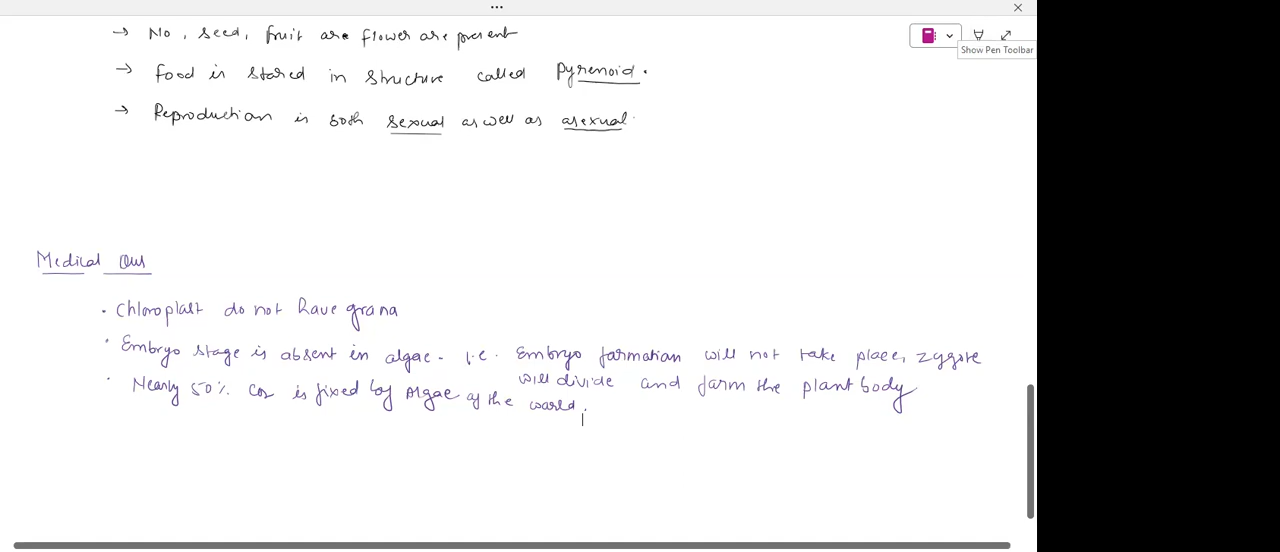 → No, seed, fruit are flower are present
→ Food is stored in structure called Pyrenoid.
→ Reproduction is both sexual as well as asexual.
Show Pen Toolbar
Medical Qus
• Chloroplast do not have grana
• Embryo stage is absent in algae - i.e. Embryo formation will not take place, zygote
will divide and form the plant body
• Nearly 50% CO2 is fixed by Algae of the world.